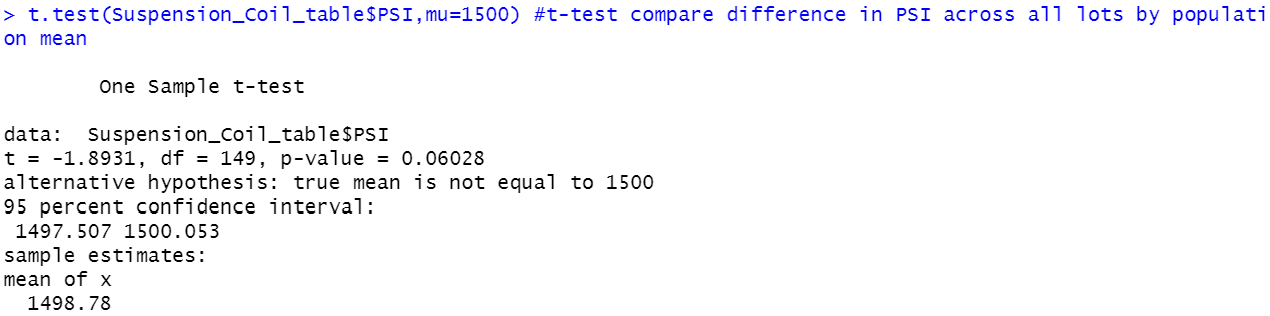 > t.test(Suspension_Coil_table$PSI,mu=1500) #t-test compare difference in PSI across all lots by populati
on mean
One Sample t-test
data:  Suspension_Coil_table$PSI
t = -1.8931, df = 149, p-value = 0.06028
alternative hypothesis: true mean is not equal to 1500
95 percent confidence interval:
1497.507 1500.053
sample estimates:
mean of x
1498.78